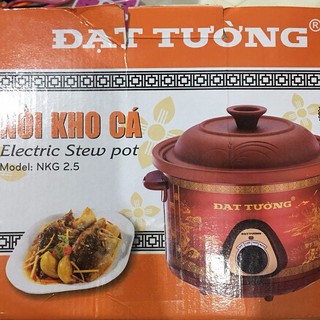 ĐẠT TƯỜNG®
NỒI KHO CÁ
Electric Stew pot
Model: NKG 2.5
ĐẠT TƯỜNG